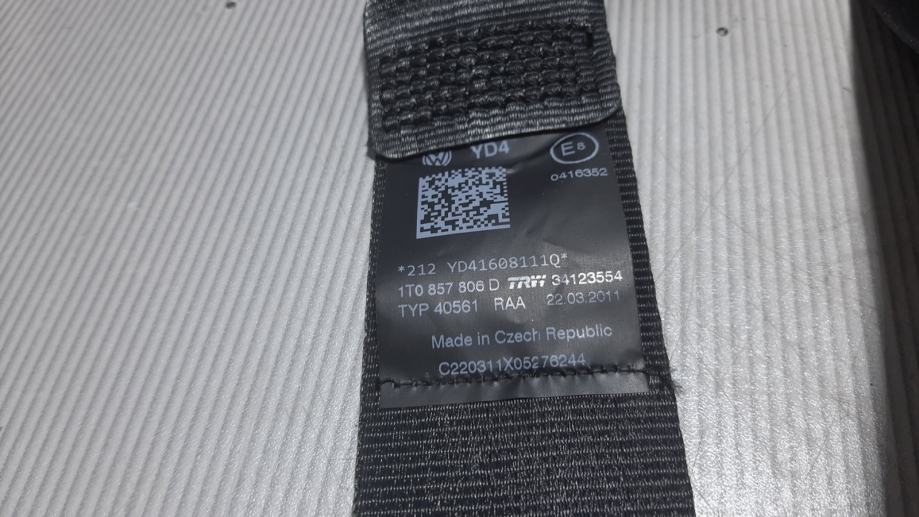 YD4
E8
0416352
*212 YD41608111Q*
1T0 857 806 D TRW 34123554
TYP 40561 RAA 22.03.2011
Made in Czech Republic
C220311X05276244